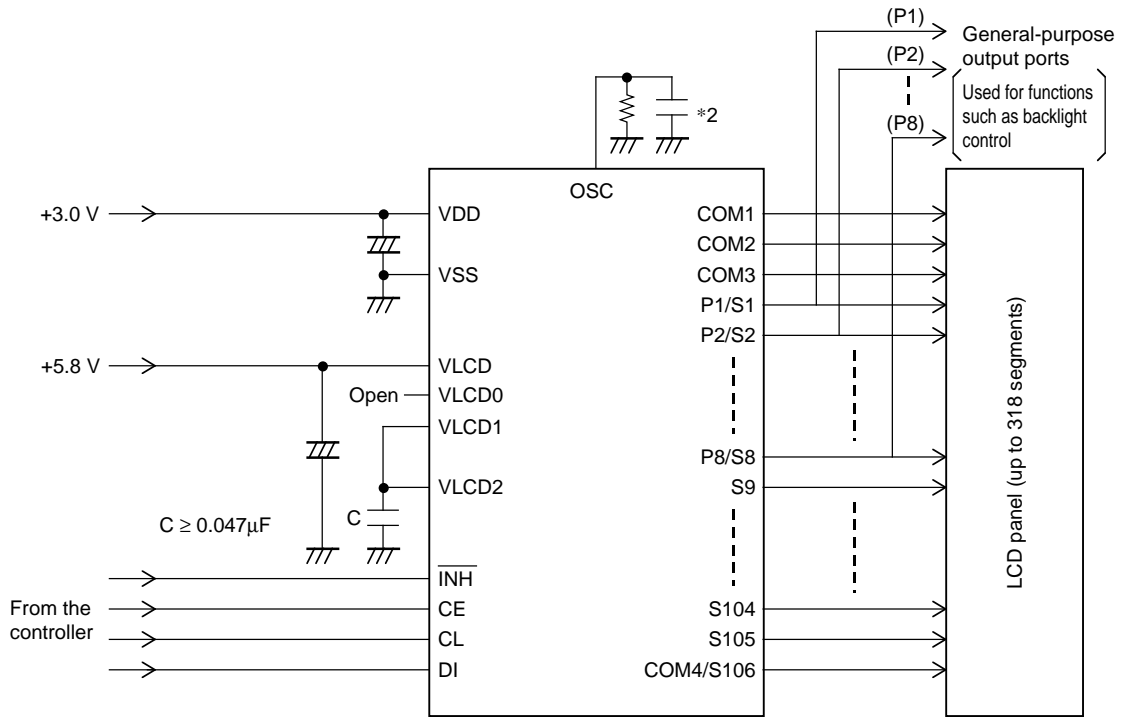 (P1)
General-purpose
output ports
(P2)
Used for functions
such as backlight
control
(P8)
*2
OSC
+3.0 V
VDD
VSS
+5.8 V
VLCD
Open
VLCD0
VLCD1
VLCD2
C
C ≥ 0.047μF
From the
controller
INH
CE
CL
DI
COM1
COM2
COM3
P1/S1
P2/S2
P8/S8
S9
S104
S105
COM4/S106
LCD panel (up to 318 segments)